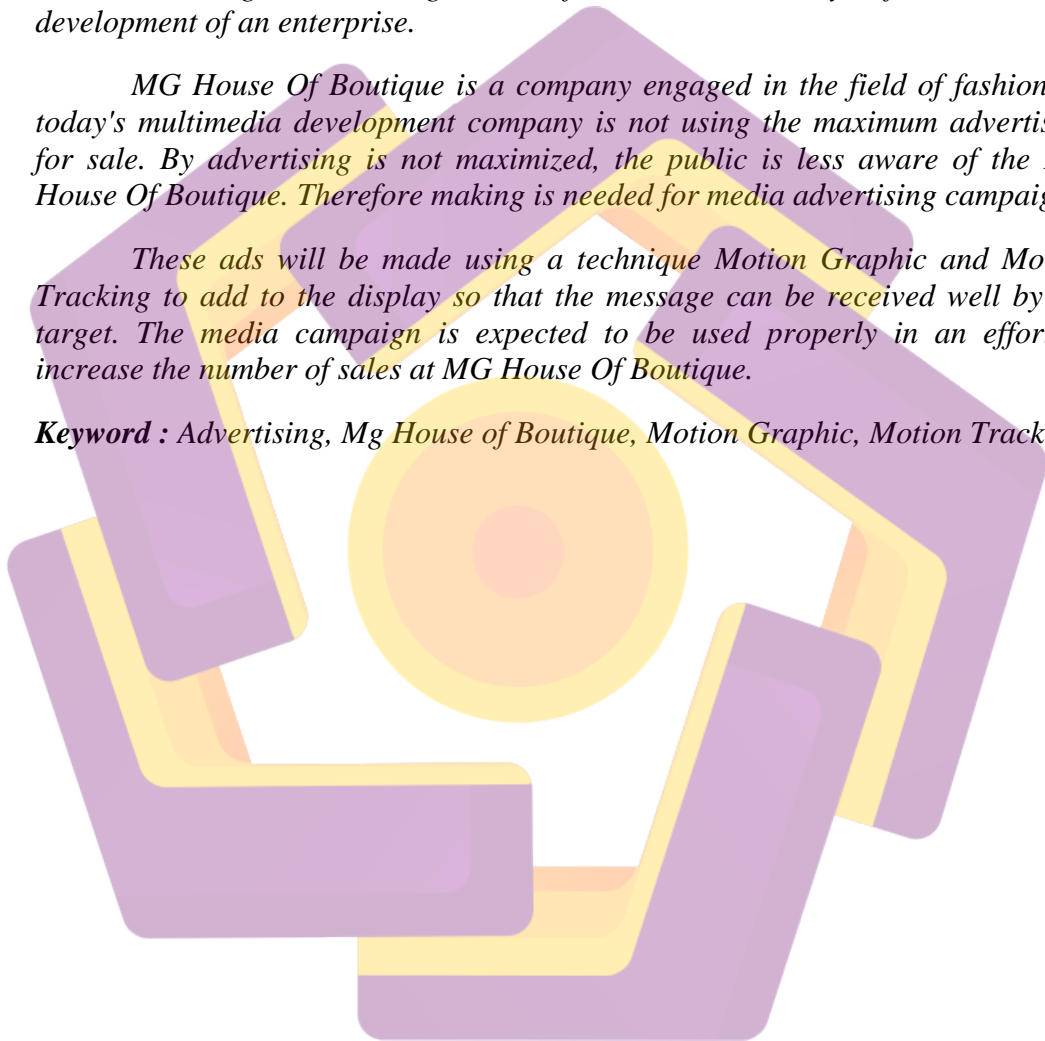 development of an enterprise.
MG House Of Boutique is a company engaged in the field of fashion
today's multimedia development company is not using the maximum advertis
for sale. By advertising is not maximized, the public is less aware of the
House Of Boutique. Therefore making is needed for media advertising campaig
These ads will be made using a technique Motion Graphic and Mo
Tracking to add to the display so that the message can be received well by
target. The media campaign is expected to be used properly in an effor
increase the number of sales at MG House Of Boutique.
Keyword : Advertising, Mg House of Boutique, Motion Graphic, Motion Track